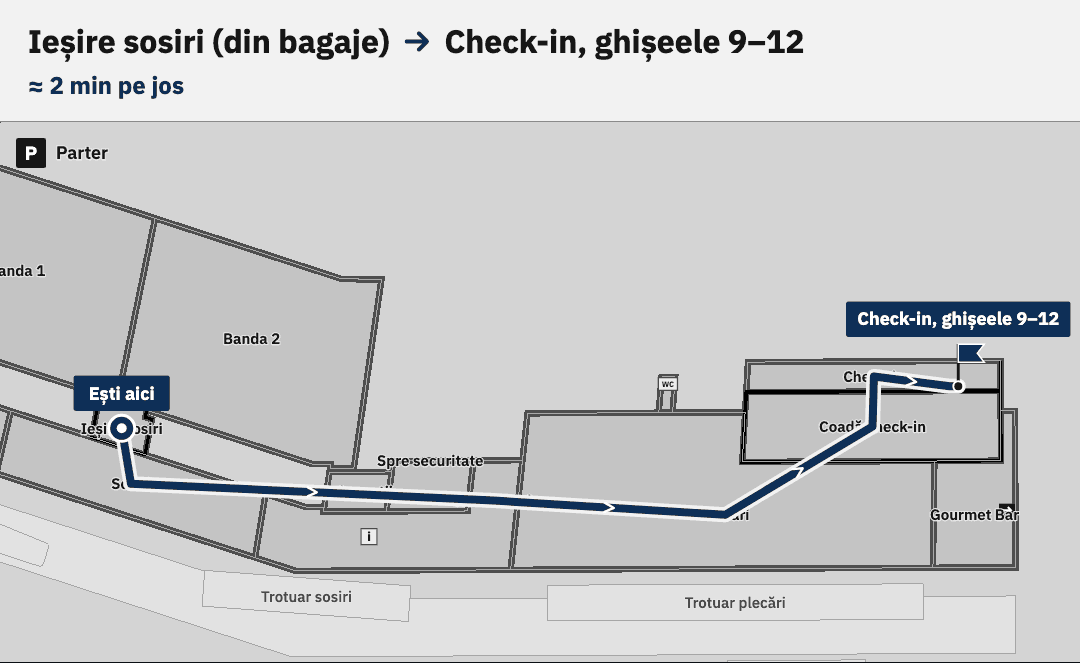 Ieșire sosiri (din bagaje) → Check-in, ghișeele 9–12
≈ 2 min pe jos
P Parter
Banda 2
Check-in, ghișeele 9–12
WC
Ești aici
Spre securitate
i
Gourmet Bar
Trotuar sosiri
Trotuar plecări